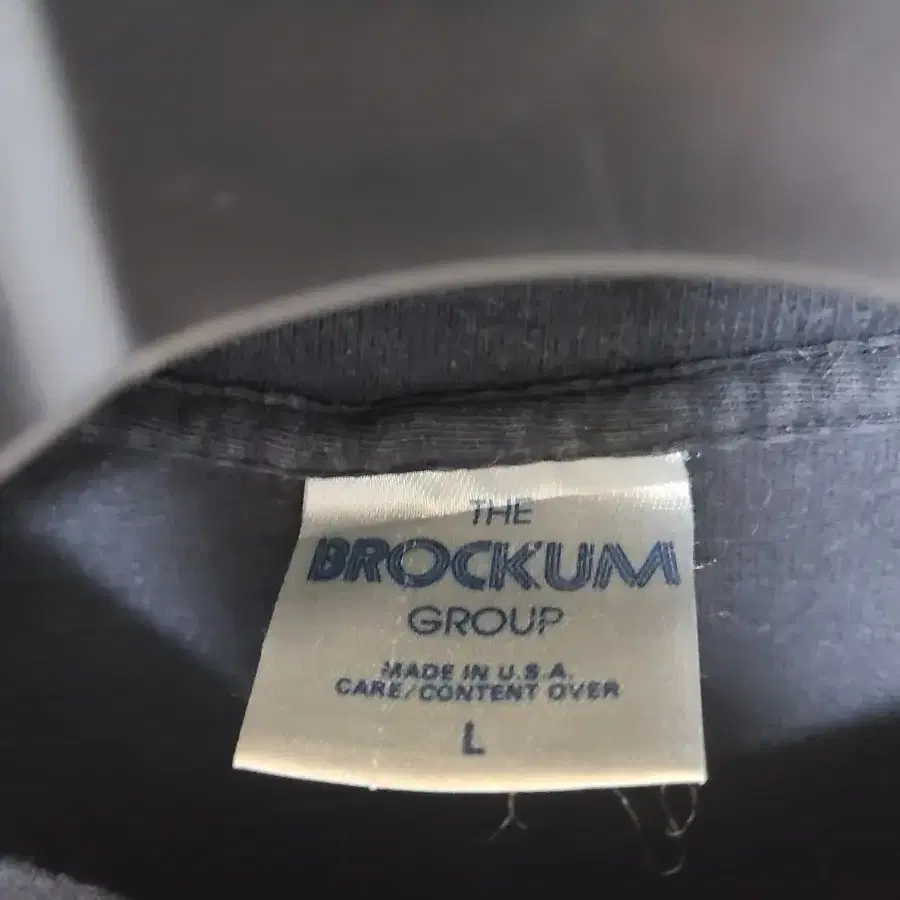 THE
BROCKUM
GROUP
MADE IN U.S.A.
CARE/CONTENT OVER
L